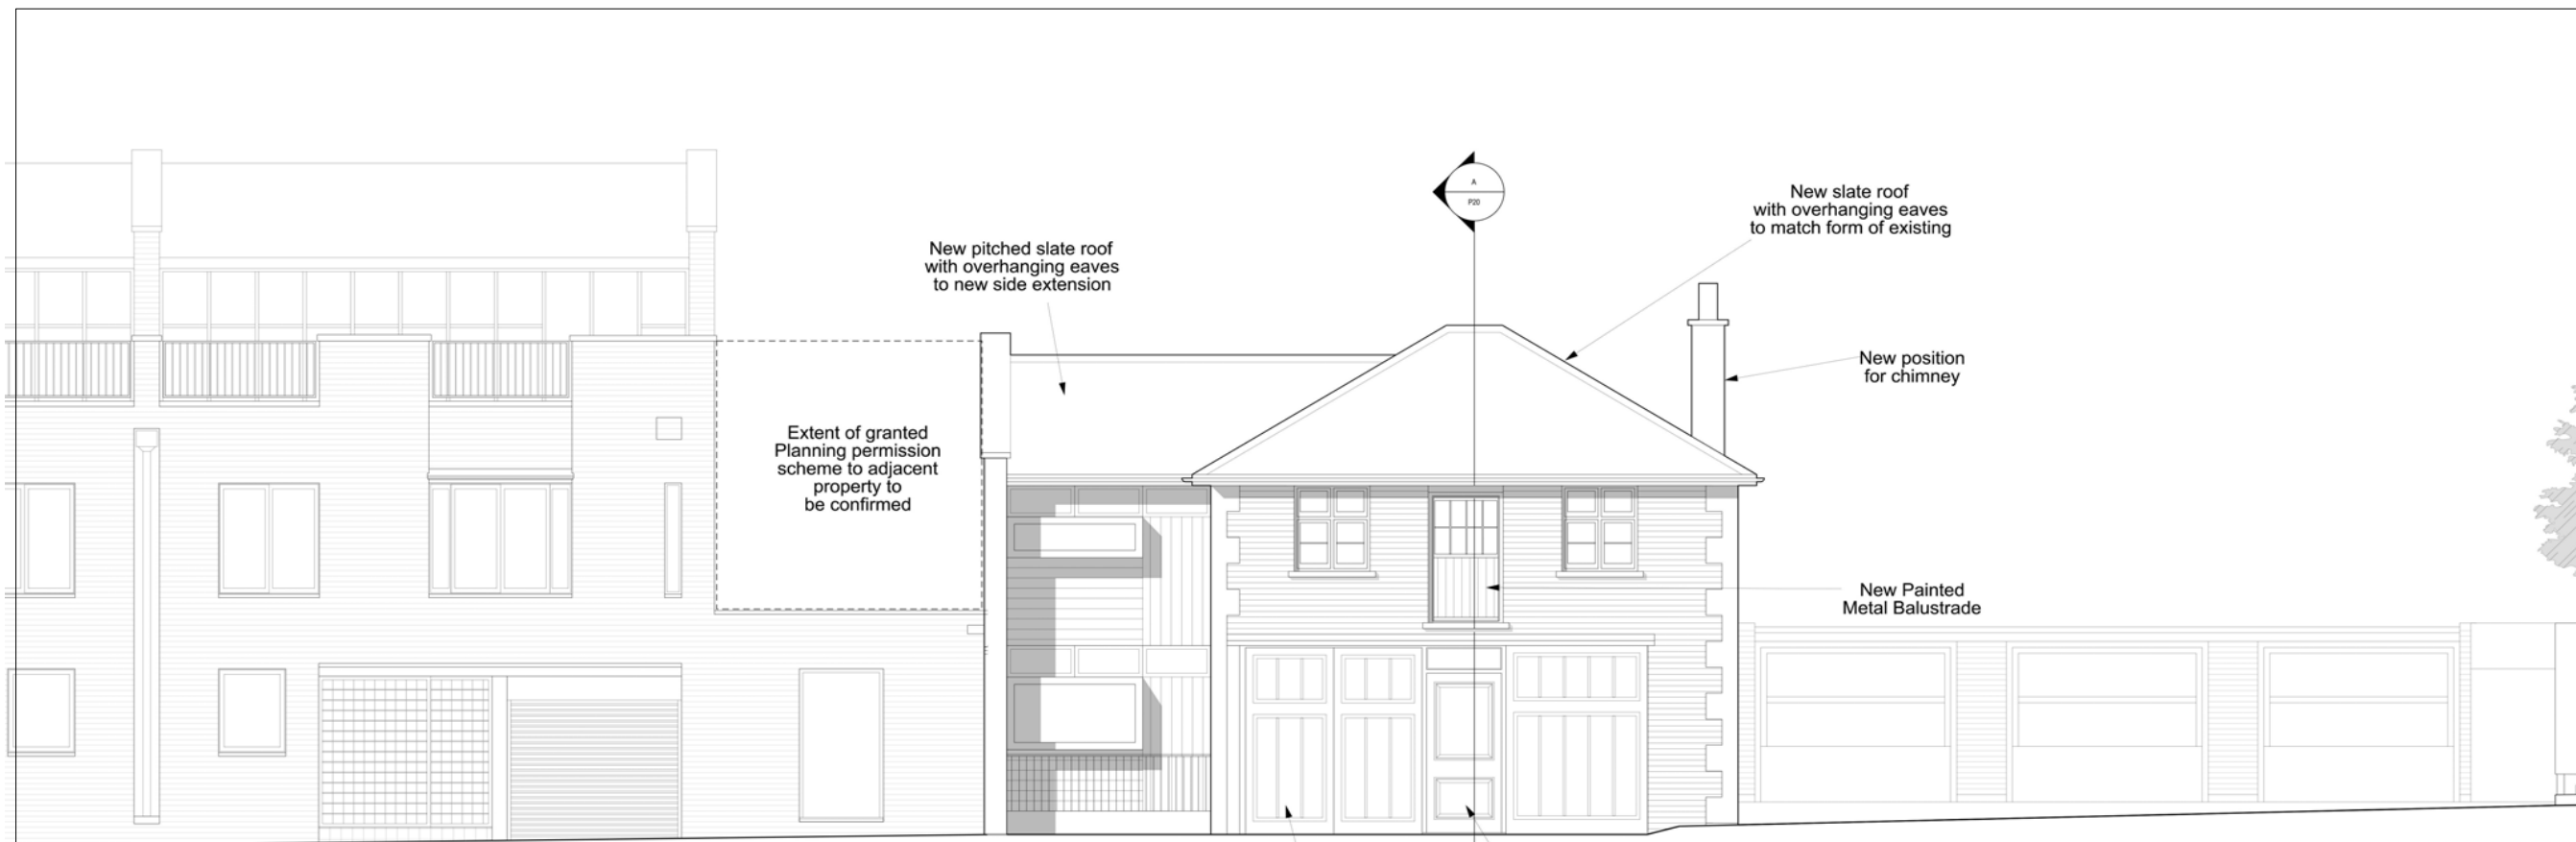 A
P20
New slate roof
with overhanging eaves
to match form of existing
New pitched slate roof
with overhanging eaves
to new side extension
New position
for chimney
Extent of granted
Planning permission
scheme to adjacent
property to
be confirmed
New Painted
Metal Balustrade